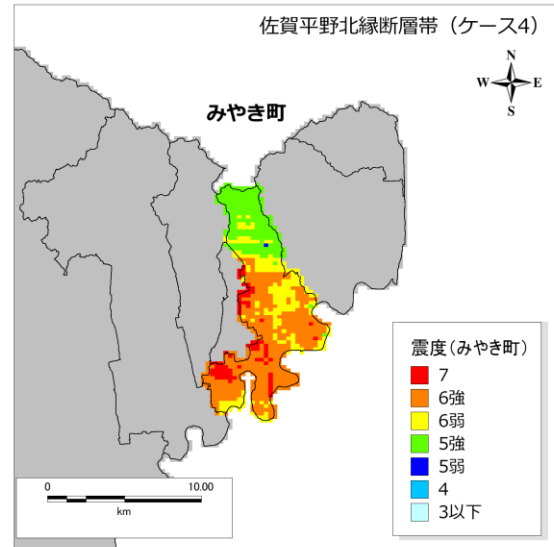 佐賀平野北縁断層帯（ケース4）
N
W E
S
みやき町
震度(みやき町)
7
6強
6弱
5強
5弱
4
3以下
0 10.00
km